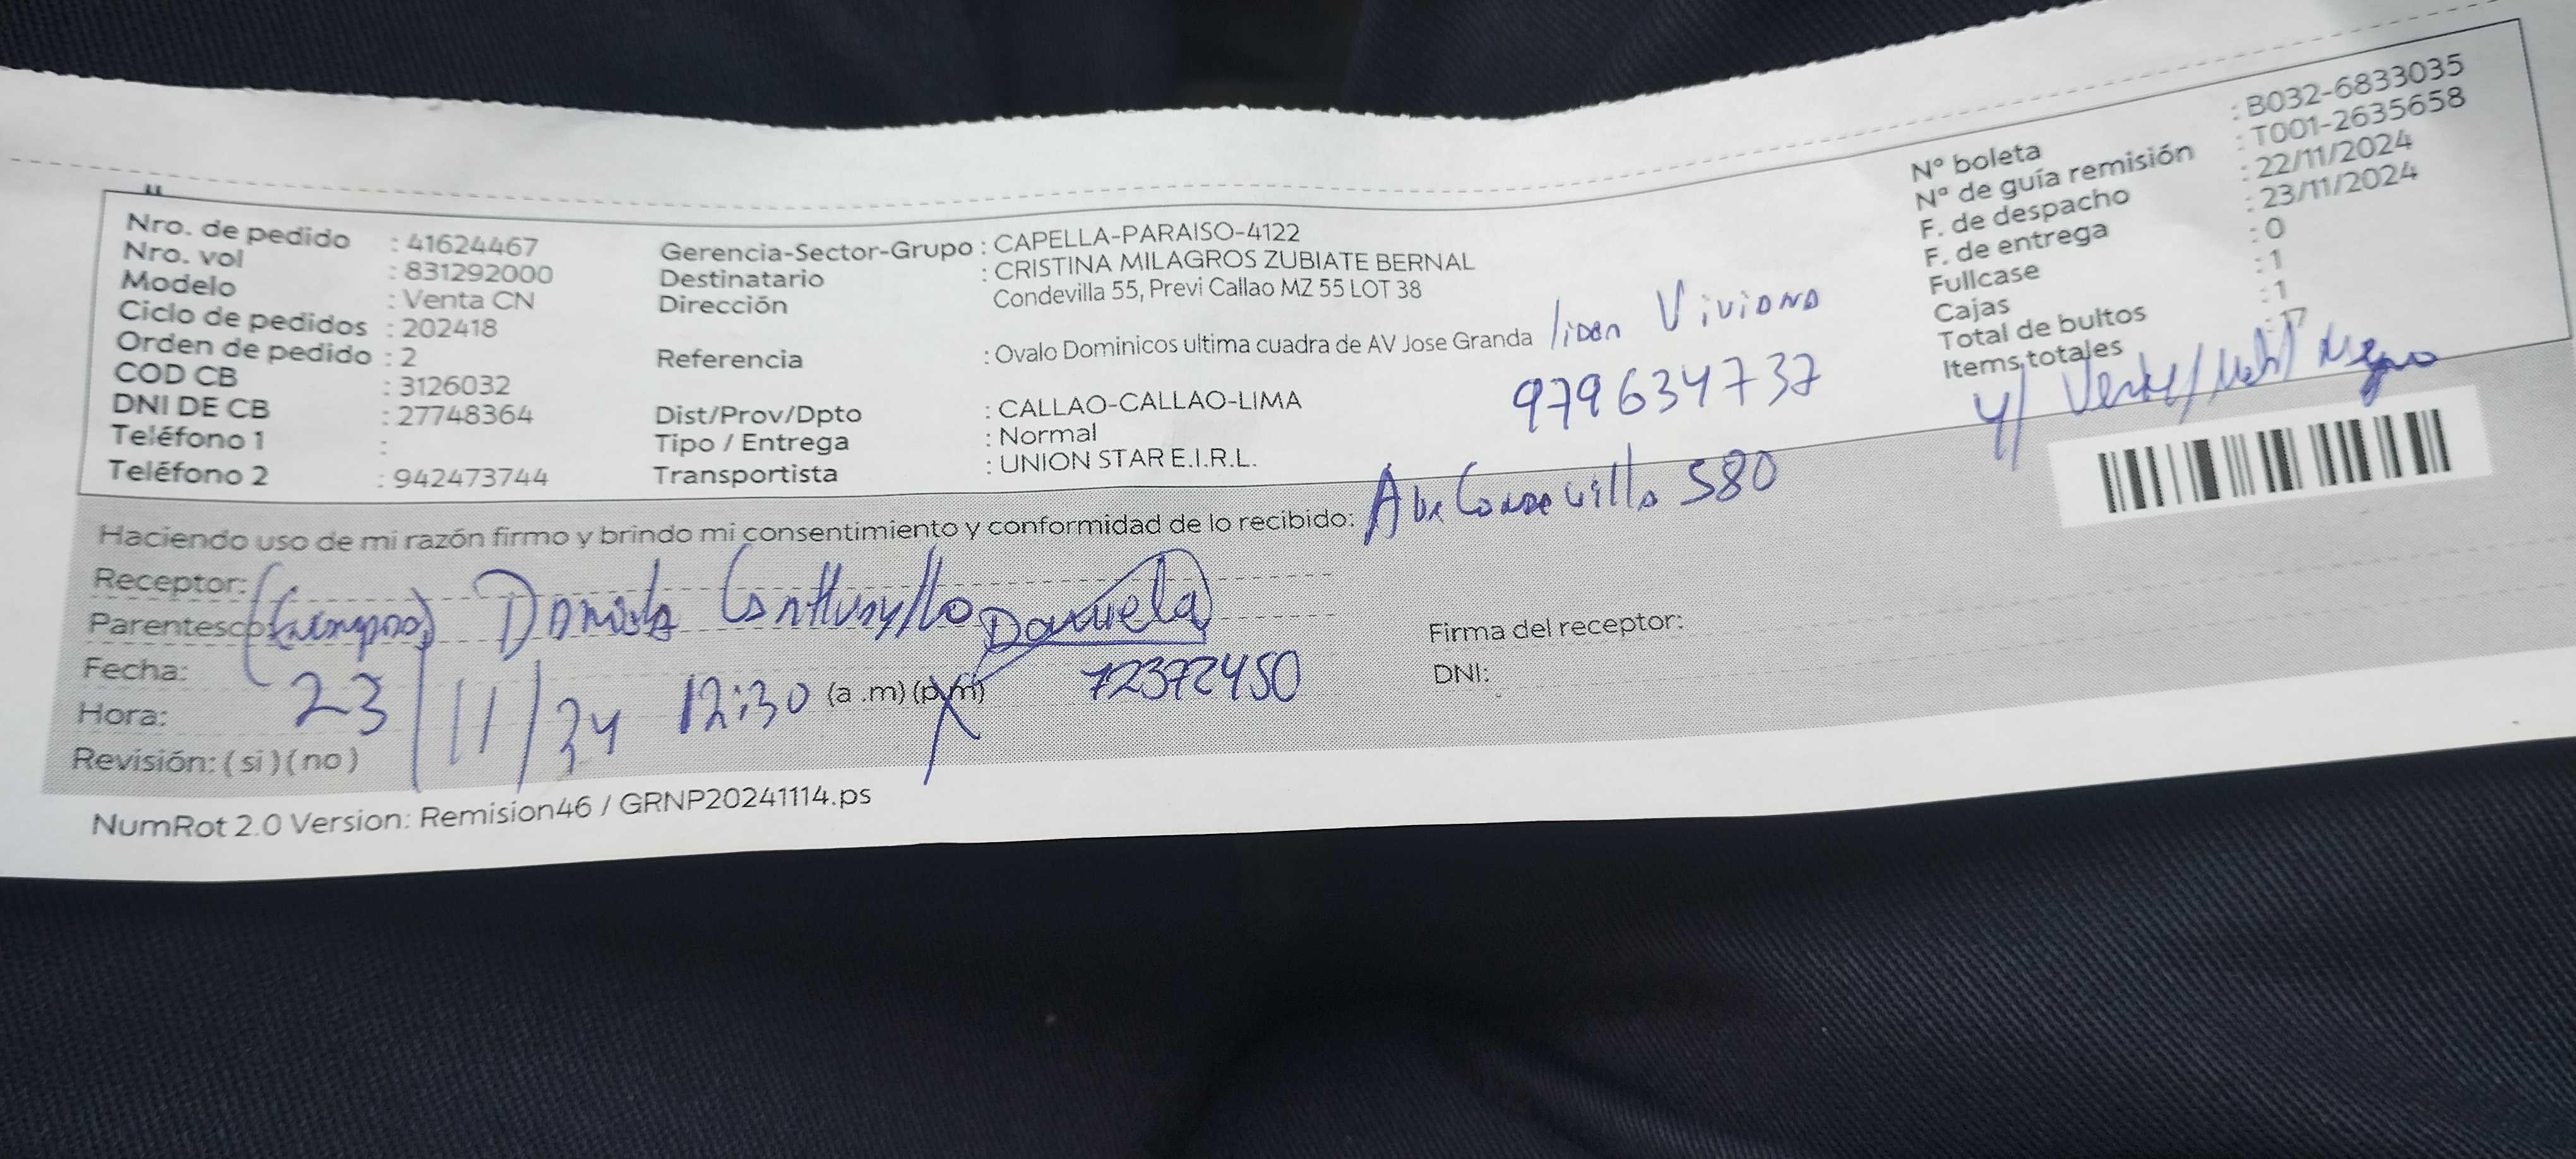 Nro. de pedido : 41624467
Nro. vol : 831292000
Modelo : Venta CN
Ciclo de pedidos : 202418
Orden de pedido : 2
COD CB : 3126032
DNI DE CB : 27748364
Teléfono 1 :
Teléfono 2 : 942473744
Gerencia-Sector-Grupo : CAPELLA-PARAISO-4122
Destinatario : CRISTINA MILAGROS ZUBIATE BERNAL
Dirección Condevilla 55, Previ Callao MZ 55 LOT 38
Referencia : Ovalo Dominicos ultima cuadra de AV Jose Granda
Dist/Prov/Dpto : CALLAO-CALLAO-LIMA
Tipo / Entrega : Normal
Transportista : UNION STAR E.I.R.L.
Viviana
979634737
N° boleta : B032-6833035
Nª de guía remisión : T001-2635658
F. de despacho : 22/11/2024
F. de entrega : 23/11/2024
Fullcase : 0
Cajas : 1
Total de bultos : 1
Items totales : 17
Negro
Haciendo uso de mi razón firmo y brindo mi consentimiento y conformidad de lo recibido:
580
Receptor:
Parentesco:
Daniela
Daniela
Fecha: 23/11/24
Hora: 12:30 (a .m) (p.m)
72372450
Revisión: ( si ) ( no )
Firma del receptor:
DNI:
NumRot 2.0 Version: Remision46 / GRNP20241114.ps